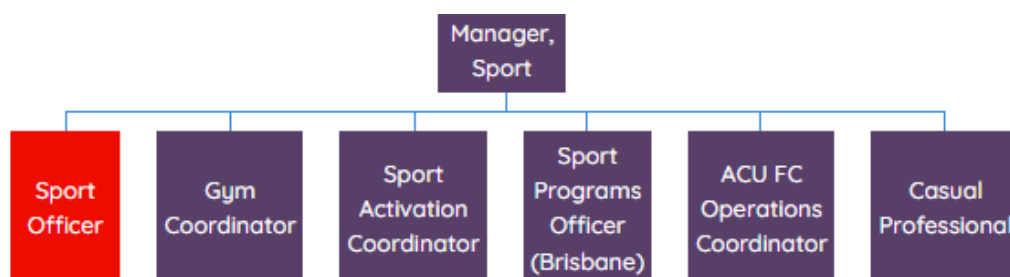 Manager,
Sport
Sport
Officer
Gym
Coordinator
Sport
Activation
Coordinator
Sport
Programs
Officer
(Brisbane)
ACU FC
Operations
Coordinator
Casual
Professional